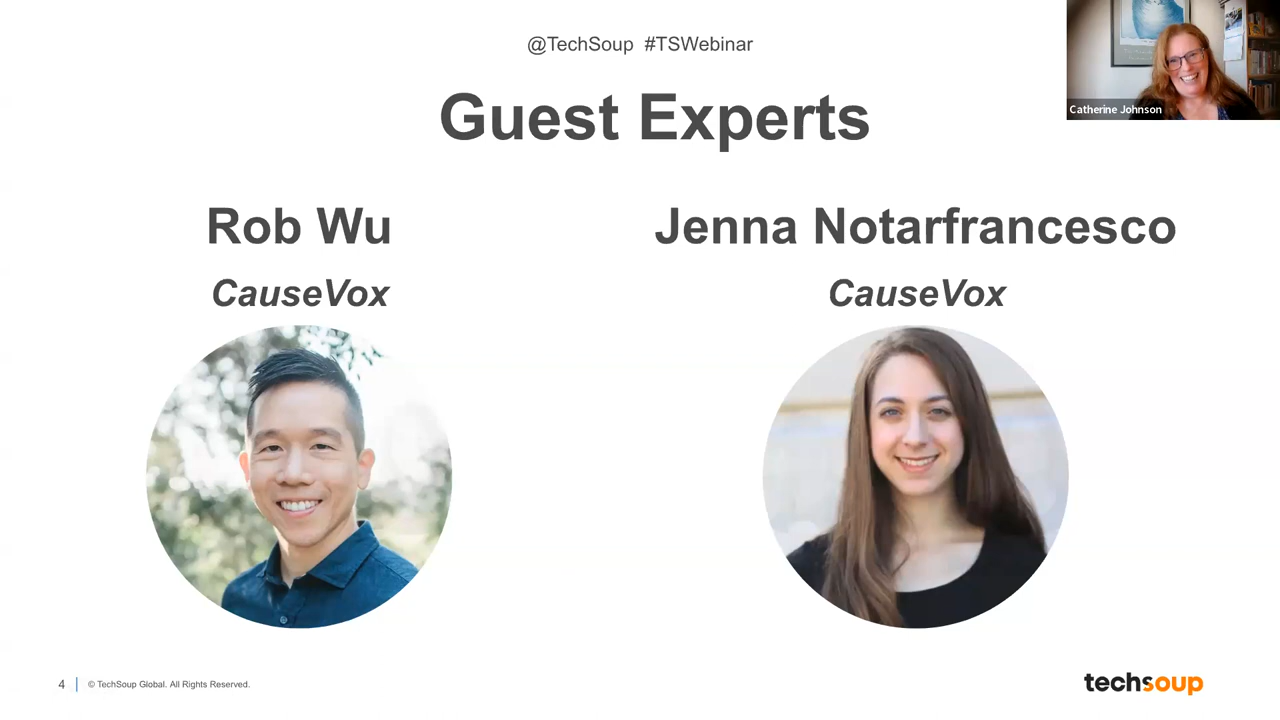 @TechSoup #TSWebinar
Catherine Johnson
Guest Experts
Rob Wu
Jenna Notarfrancesco
CauseVox
CauseVox
4
© TechSoup Global. All Rights Reserved.
techsoup